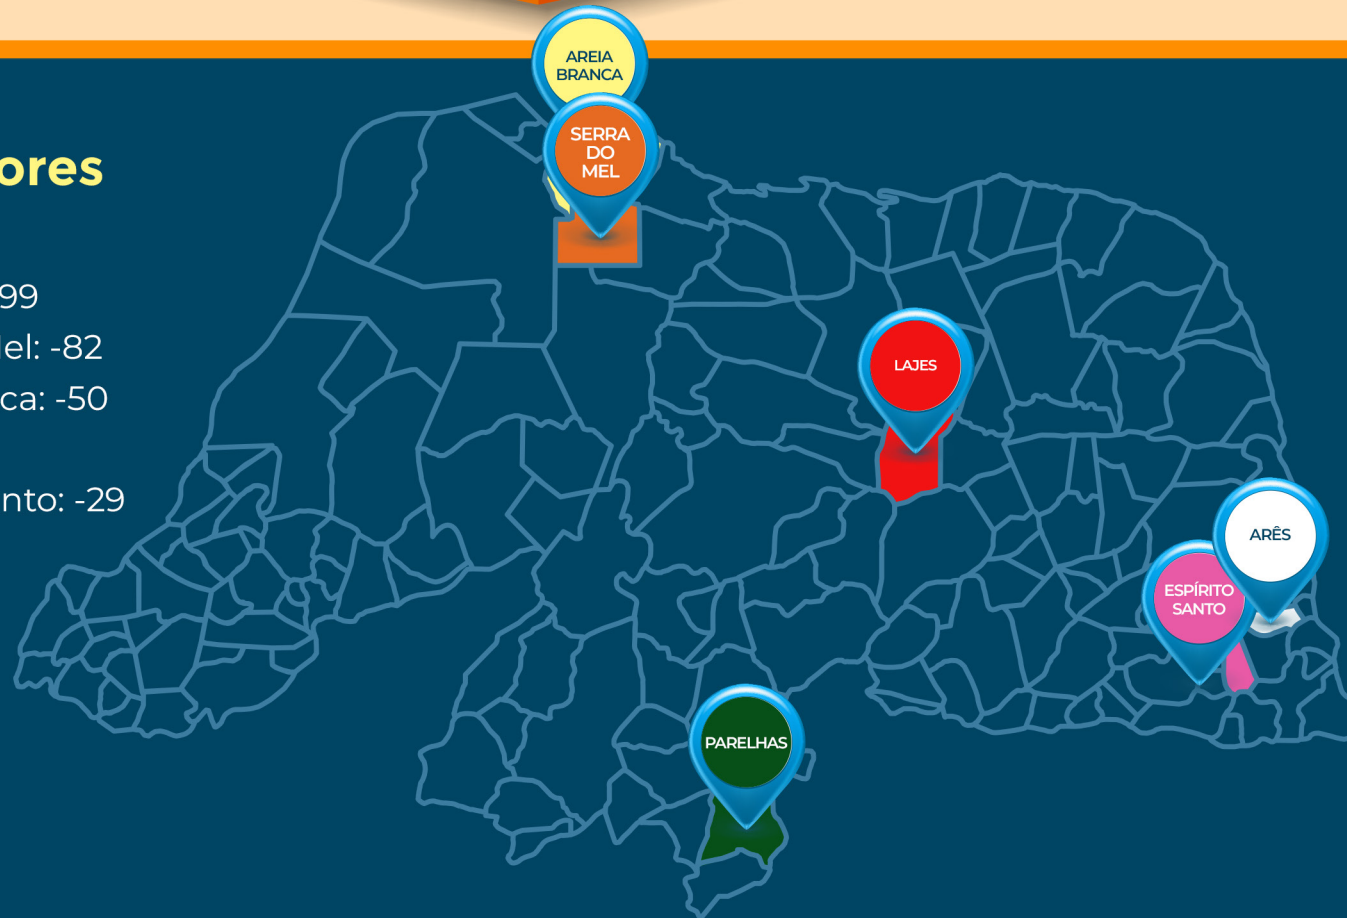 AREIA
BRANCA
SERRA
DO
MEL
ores
99
el: -82
ca: -50
nto: -29
LAJES
ARÊS
ESPÍRITO
SANTO
PARELHAS